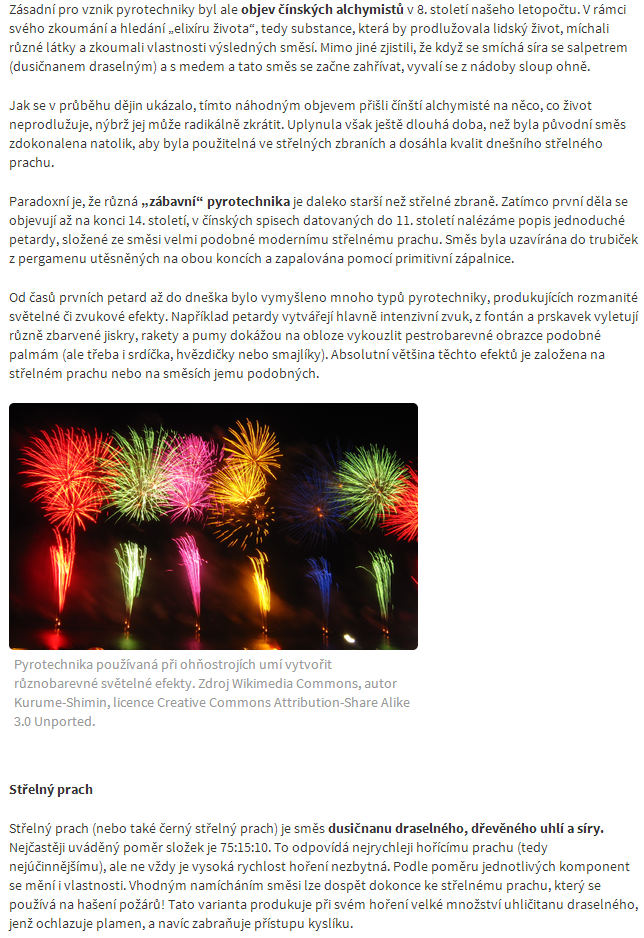 Zásadní pro vznik pyrotechniky byl ale objev čínských alchymistů v 8. století našeho letopočtu. V rámci
svého zkoumání a hledání „elixíru života“, tedy substance, která by prodlužovala lidský život, míchali
různé látky a zkoumali vlastnosti výsledných směsí. Mimo jiné zjistili, že když se smíchá síra se salpetrem
(dusičnanem draselným) a s medem a tato směs se začne zahřívat, vyvalí se z nádoby sloup ohně.
Jak se v průběhu dějin ukázalo, tímto náhodným objevem přišli čínští alchymisté na něco, co život
neprodlužuje, nýbrž jej může radikálně zkrátit. Uplynula však ještě dlouhá doba, než byla původní směs
zdokonalena natolik, aby byla použitelná ve střelných zbraních a dosáhla kvalit dnešního střelného
prachu.
Paradoxní je, že různá „zábavní“ pyrotechnika je daleko starší než střelné zbraně. Zatímco první děla se
objevují až na konci 14. století, v čínských spisech datovaných do 11. století nalézáme popis jednoduché
petardy, složené ze směsi velmi podobné modernímu střelnému prachu. Směs byla uzavírána do trubiček
z pergamenu utěsněných na obou koncích a zapalována pomocí primitivní zápalnice.
Od časů prvních petard až do dneška bylo vymyšleno mnoho typů pyrotechniky, produkujících rozmanité
světelné či zvukové efekty. Například petardy vytvářejí hlavně intenzivní zvuk, z fontán a prskavek vyletují
různě zbarvené jiskry, rakety a pumy dokážou na obloze vykouzlit pestrobarevné obrazce podobné
palmám (ale třeba i srdíčka, hvězdičky nebo smajlíky). Absolutní většina těchto efektů je založena na
střelném prachu nebo na směsích jemu podobných.
Pyrotechnika používaná při ohňostrojích umí vytvořit
různobarevné světelné efekty. Zdroj Wikimedia Commons, autor
Kurume-Shimin, licence Creative Commons Attribution-Share Alike
3.0 Unported.
Střelný prach
Střelný prach (nebo také černý střelný prach) je směs dusičnanu draselného, dřevěného uhlí a síry.
Nejčastěji uváděný poměr složek je 75:15:10. To odpovídá nejrychleji hořícímu prachu (tedy
nejúčinnějšímu), ale ne vždy je vysoká rychlost hoření nezbytná. Podle poměru jednotlivých komponent
se mění i vlastnosti. Vhodným namícháním směsi lze dospět dokonce ke střelnému prachu, který se
používá na hašení požárů! Tato varianta produkuje při svém hoření velké množství uhličitanu draselného,
jenž ochlazuje plamen, a navíc zabraňuje přístupu kyslíku.